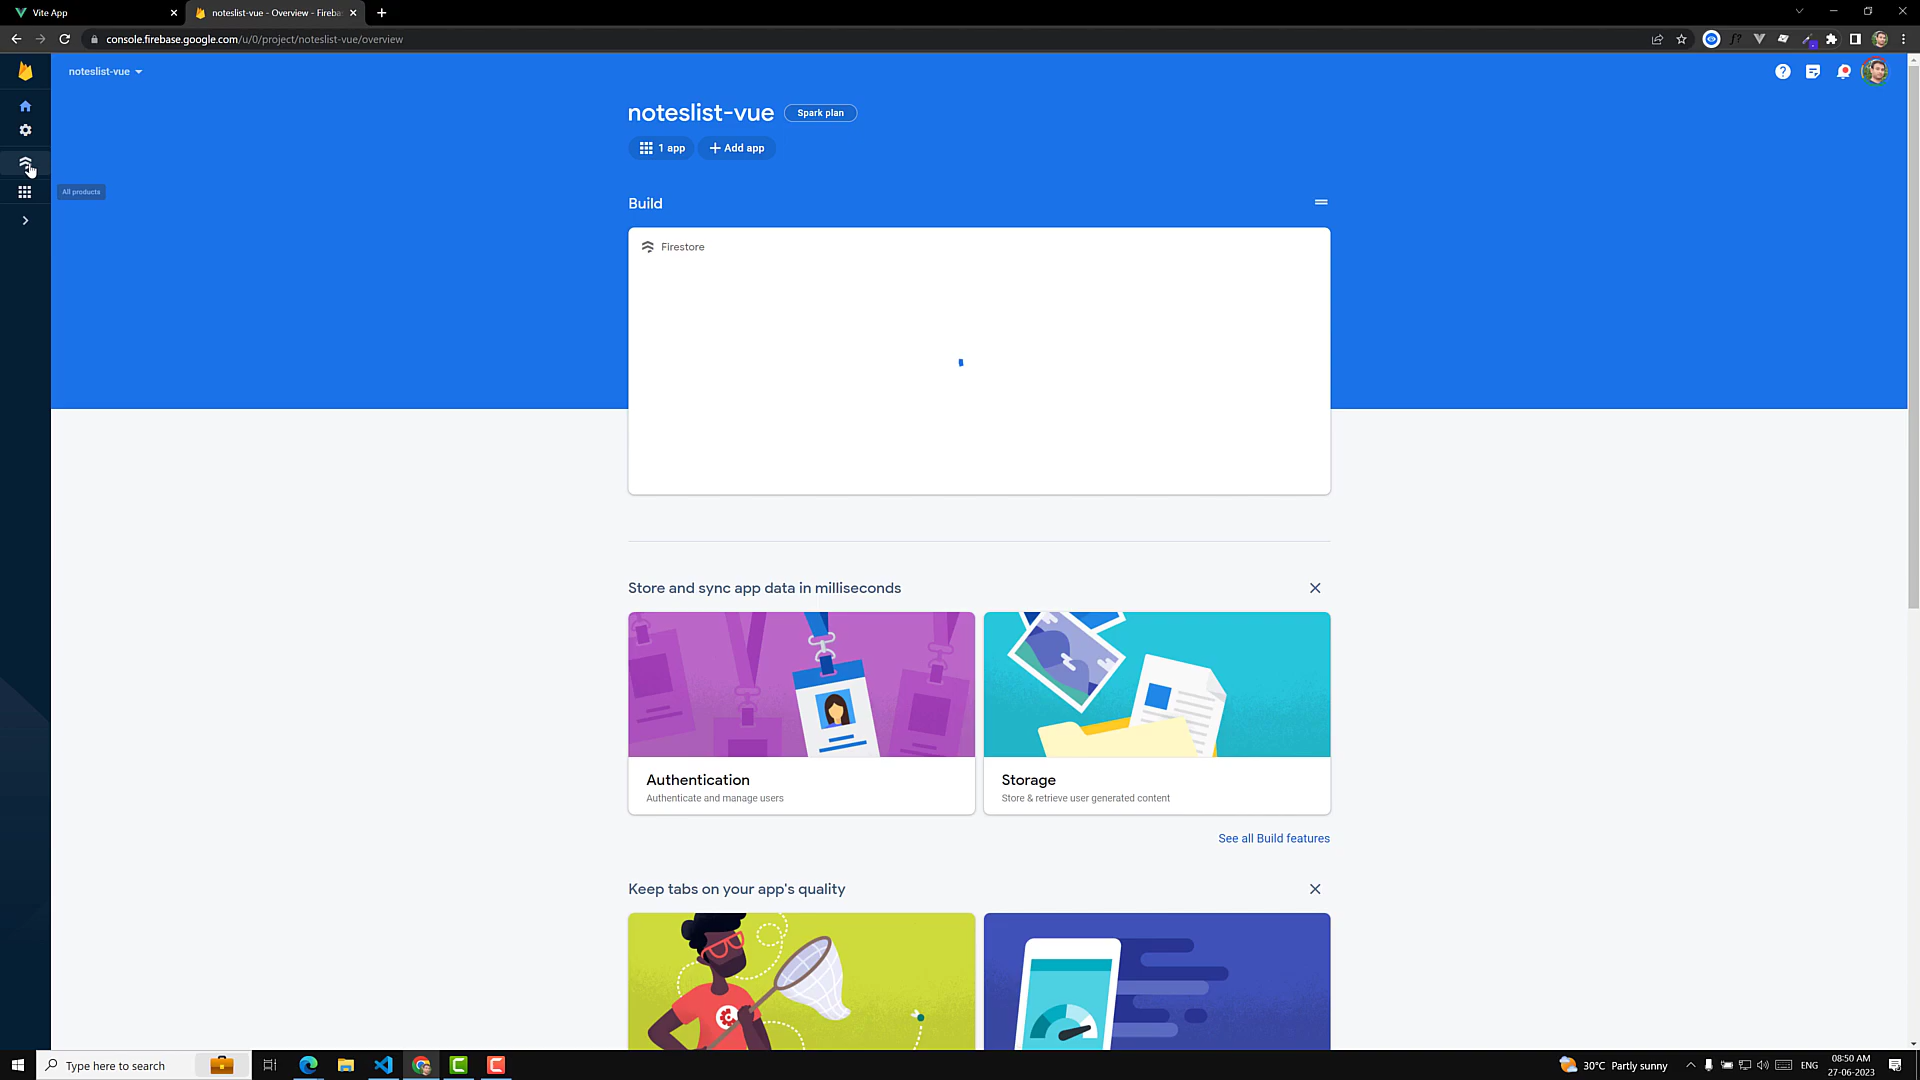 Vite App
noteslist-vue - Overview - Fireba
console.firebase.google.com/u/0/project/noteslist-vue/overview
noteslist-vue
noteslist-vue
Spark plan
1 app
Add app
All products
Build
Firestore
Store and sync app data in milliseconds
Authentication
Authenticate and manage users
Storage
Store & retrieve user generated content
See all Build features
Keep tabs on your app's quality
Type here to search
30°C Partly sunny
ENG
08:50 AM
27-06-2023